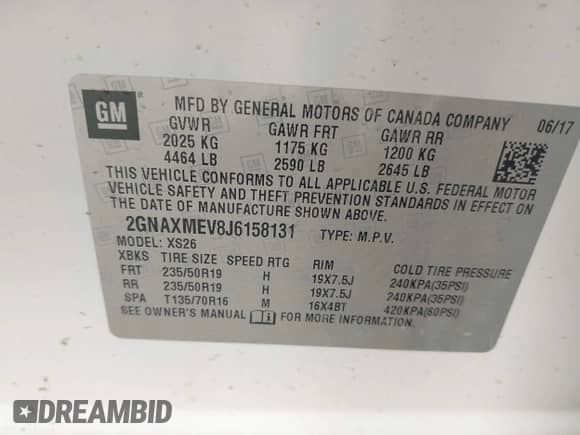 GM
MFD BY GENERAL MOTORS OF CANADA COMPANY
06/17
GVWR GAWR FRT GAWR RR
2025 KG 1175 KG 1200 KG
4464 LB 2590 LB 2645 LB
THIS VEHICLE CONFORMS TO ALL APPLICABLE U.S. FEDERAL MOTOR
VEHICLE SAFETY AND THEFT PREVENTION STANDARDS IN EFFECT ON
THE DATE OF MANUFACTURE SHOWN ABOVE.
2GNAXMEV8J6158131 TYPE: M.P.V.
MODEL: XS26
XBKS TIRE SIZE SPEED RTG RIM COLD TIRE PRESSURE
FRT 235/50R19 H 19X7.5J 240KPA(35PSI)
RR 235/50R19 H 19X7.5J 240KPA(35PSI)
SPA T135/70R16 M 16X4BT 420KPA(60PSI)
SEE OWNER'S MANUAL FOR MORE INFORMATION.
DREAMBID